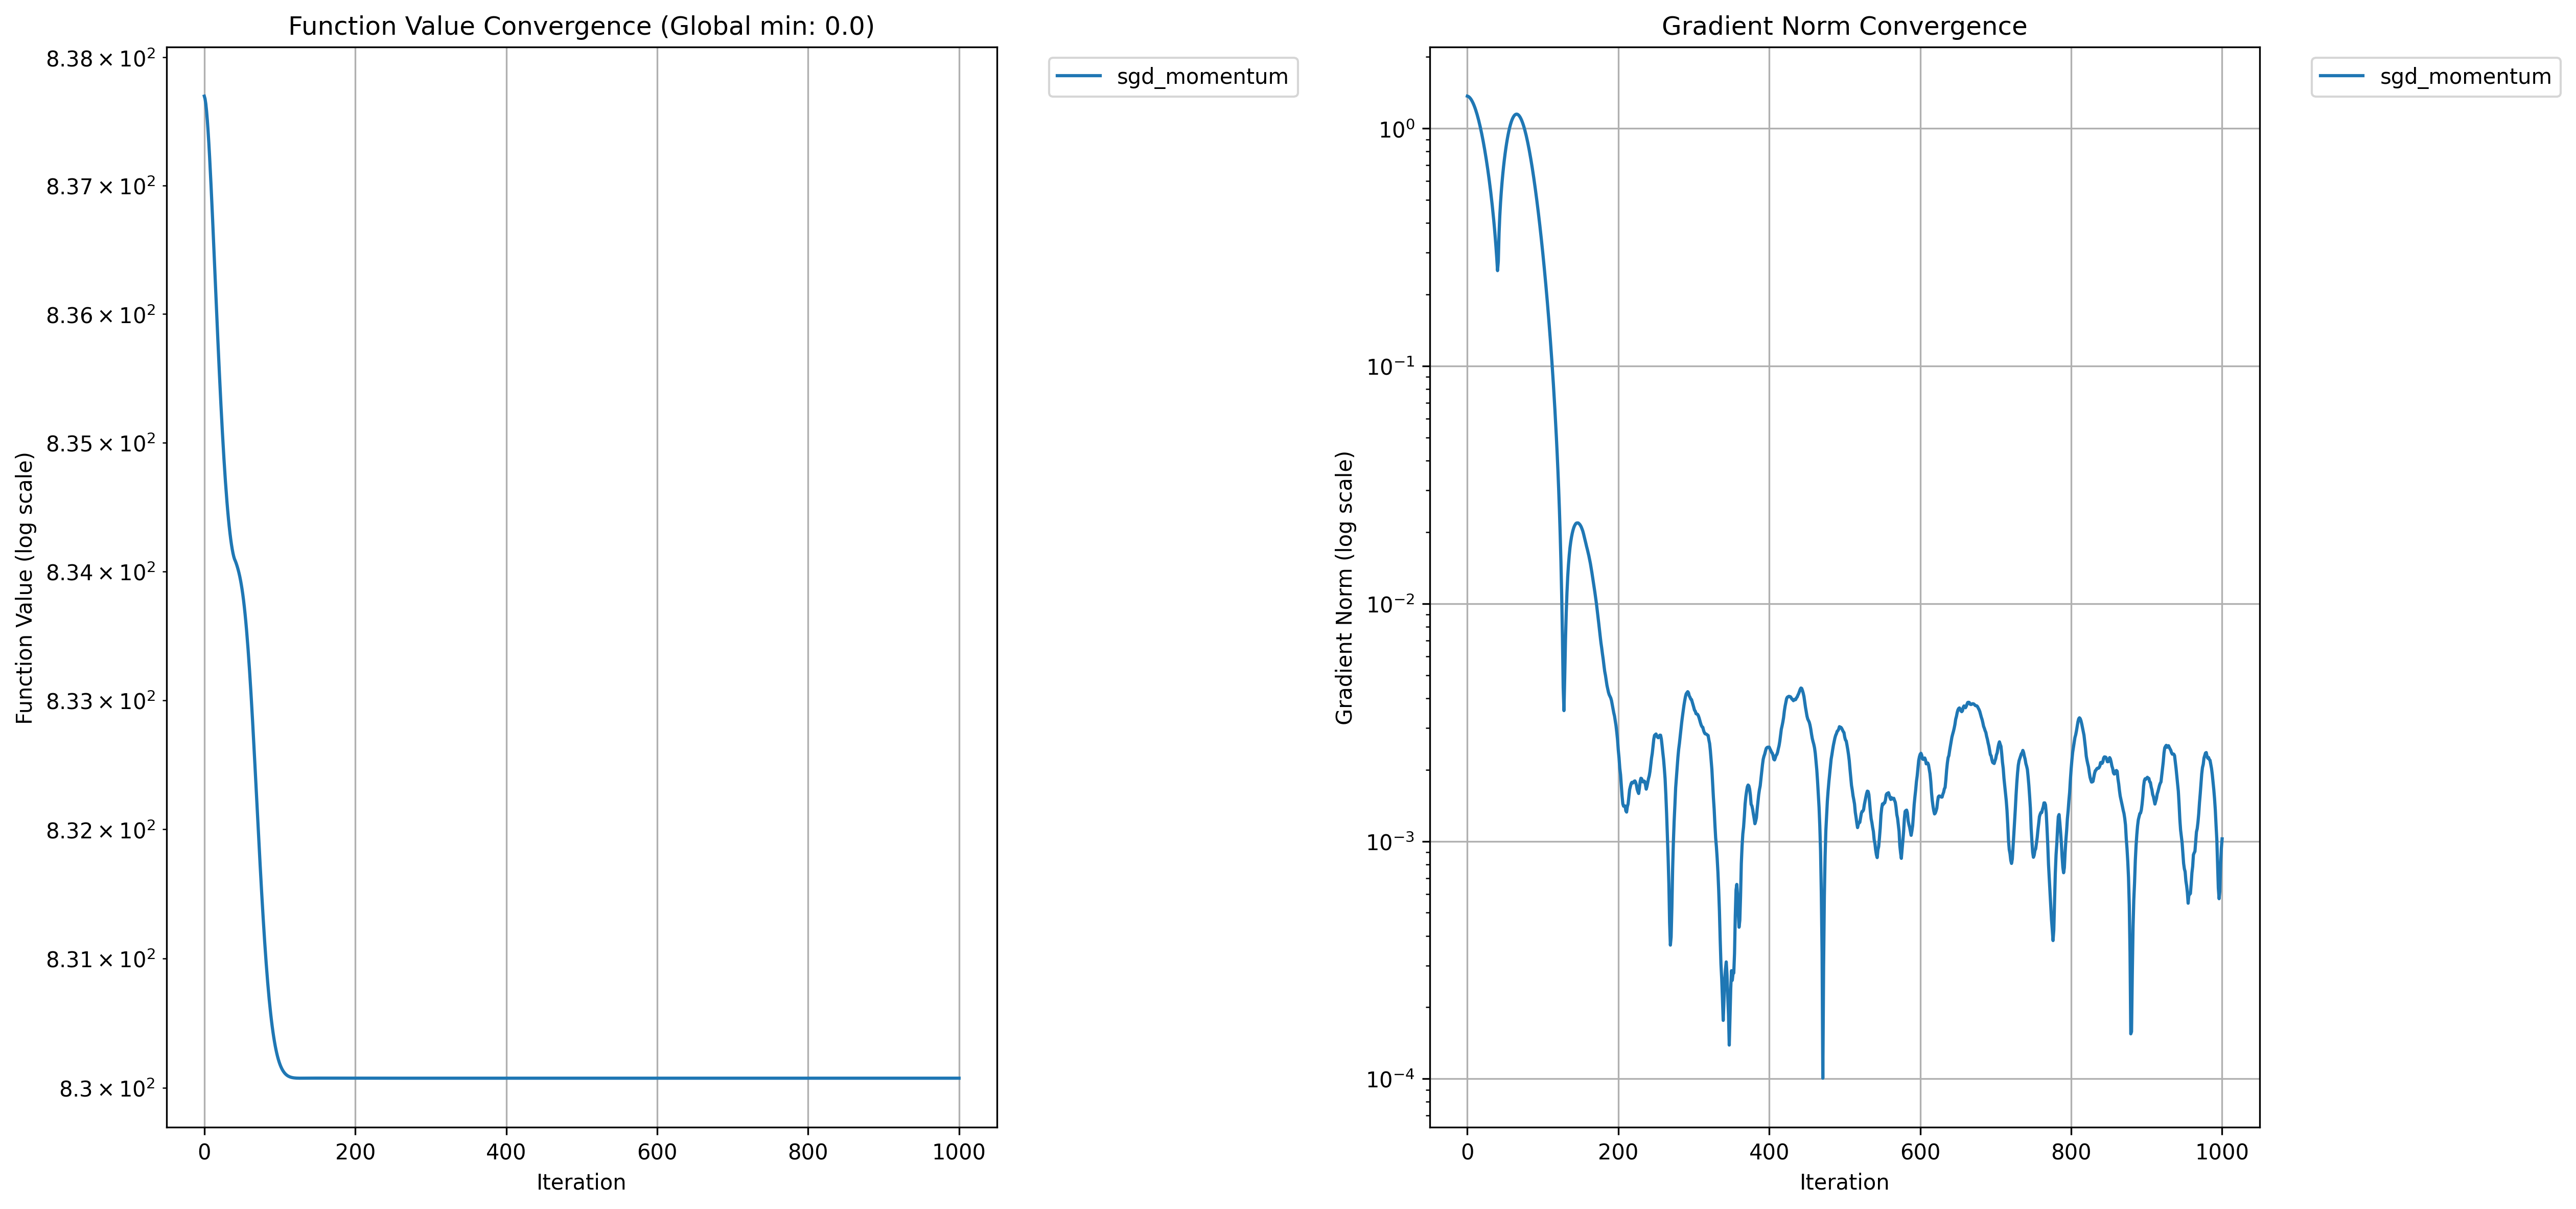 Function Value Convergence (Global min: 0.0)
sgd_momentum
Function Value (log scale)
8.38 × 10²
8.37 × 10²
8.36 × 10²
8.35 × 10²
8.34 × 10²
8.33 × 10²
8.32 × 10²
8.31 × 10²
8.3 × 10²
0 200 400 600 800 1000
Iteration
Gradient Norm Convergence
sgd_momentum
Gradient Norm (log scale)
10⁰
10⁻¹
10⁻²
10⁻³
10⁻⁴
0 200 400 600 800 1000
Iteration